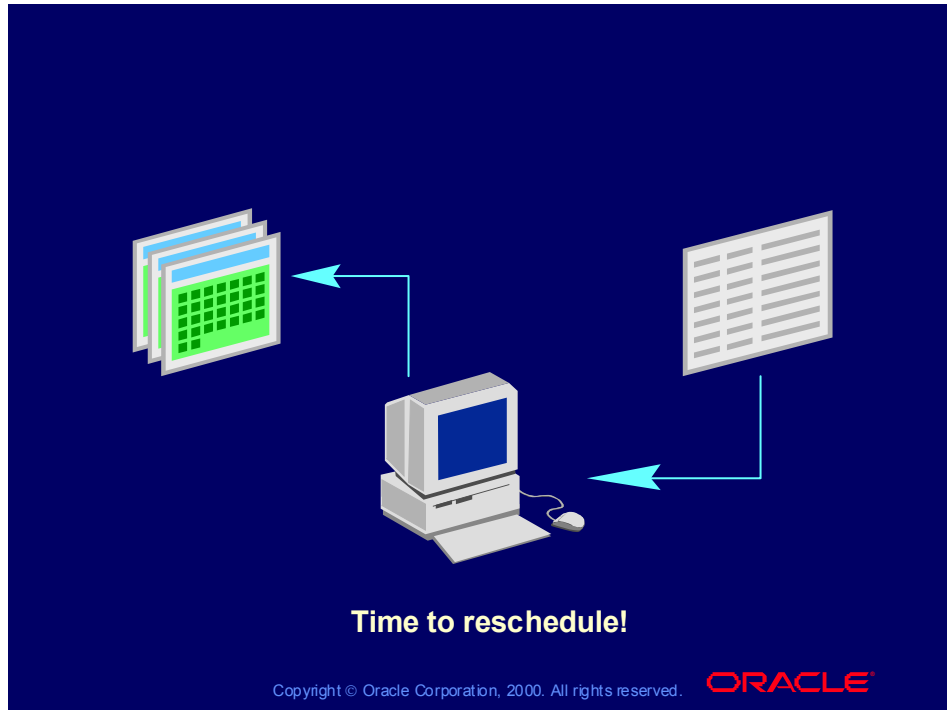 Time to reschedule!
Copyright © Oracle Corporation, 2000. All rights reserved.
ORACLE®